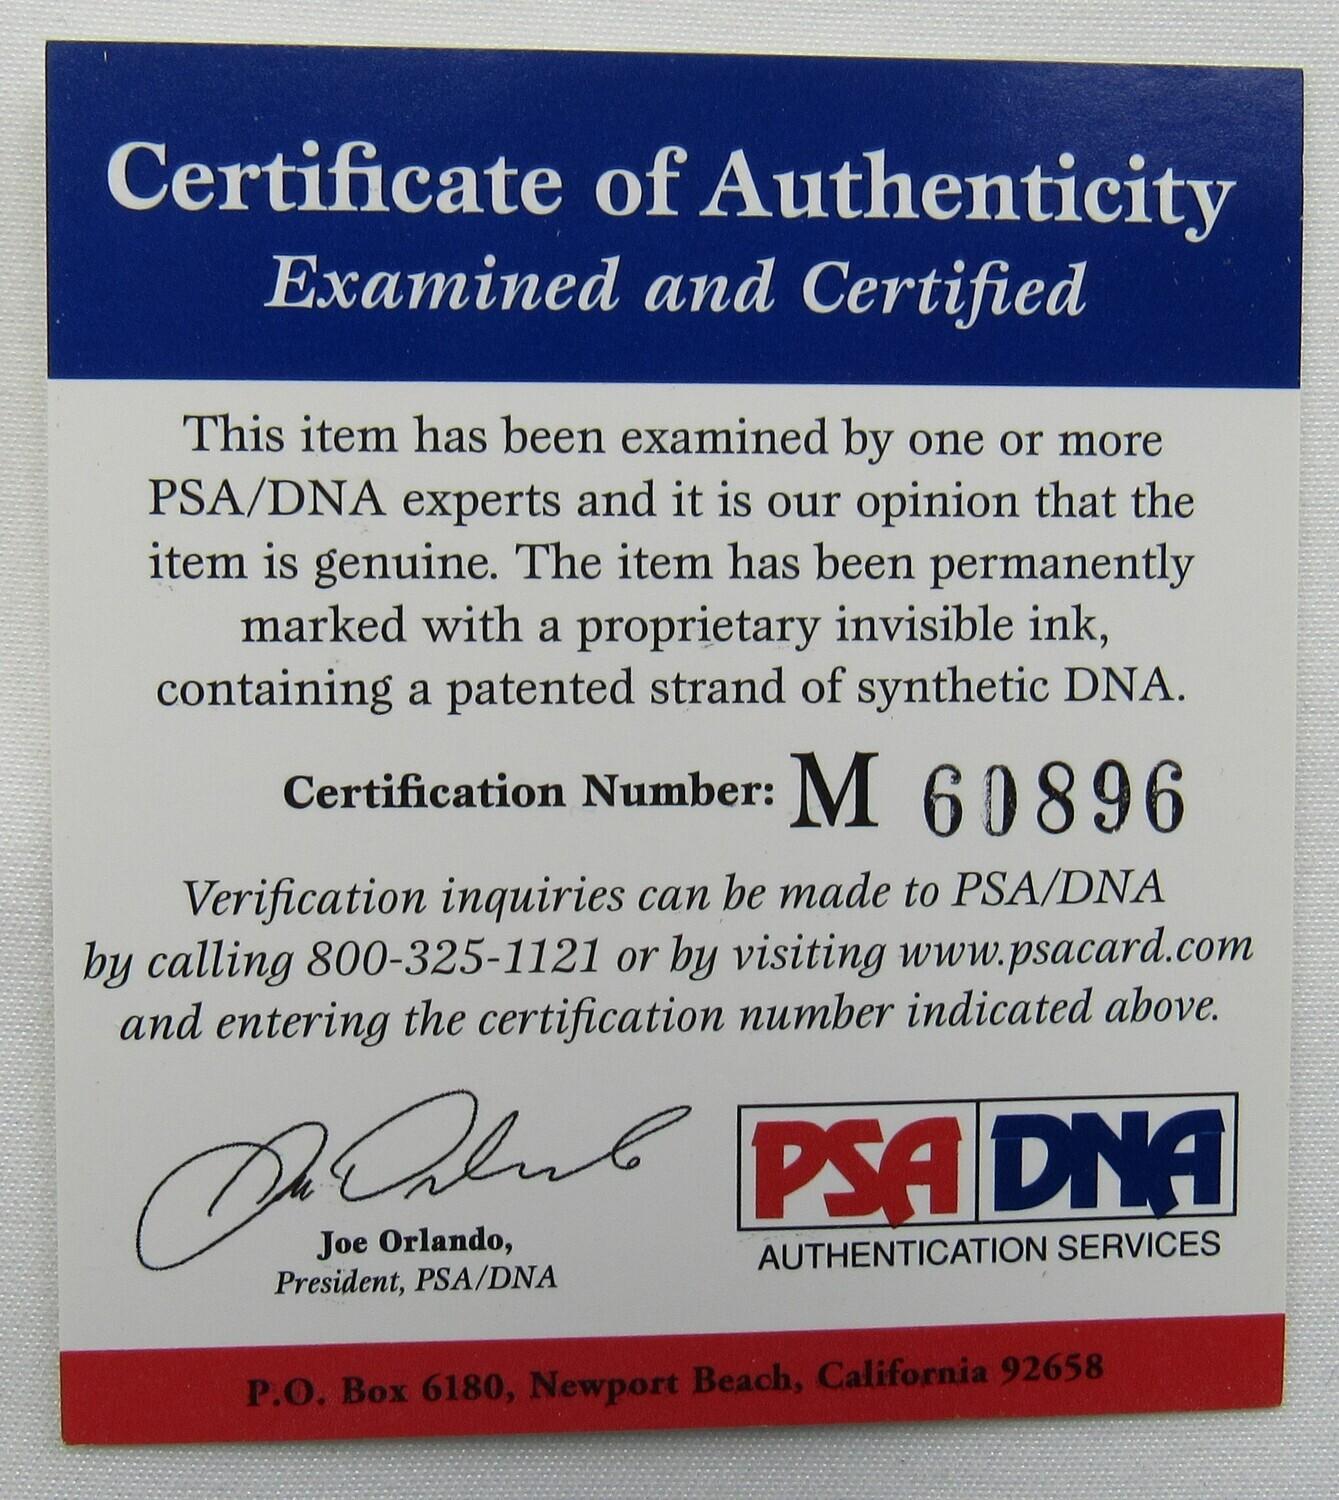 Certificate of Authenticity
Examined and Certified
This item has been examined by one or more
PSA/DNA experts and it is our opinion that the
item is genuine. The item has been permanently
marked with a proprietary invisible ink,
containing a patented strand of synthetic DNA.
Certification Number: M 60896
Verification inquiries can be made to PSA/DNA
by calling 800-325-1121 or by visiting www.psacard.com
and entering the certification number indicated above.
Joe Orlando,
President, PSA/DNA
PSA DNA
AUTHENTICATION SERVICES
P.O. Box 6180, Newport Beach, California 92658